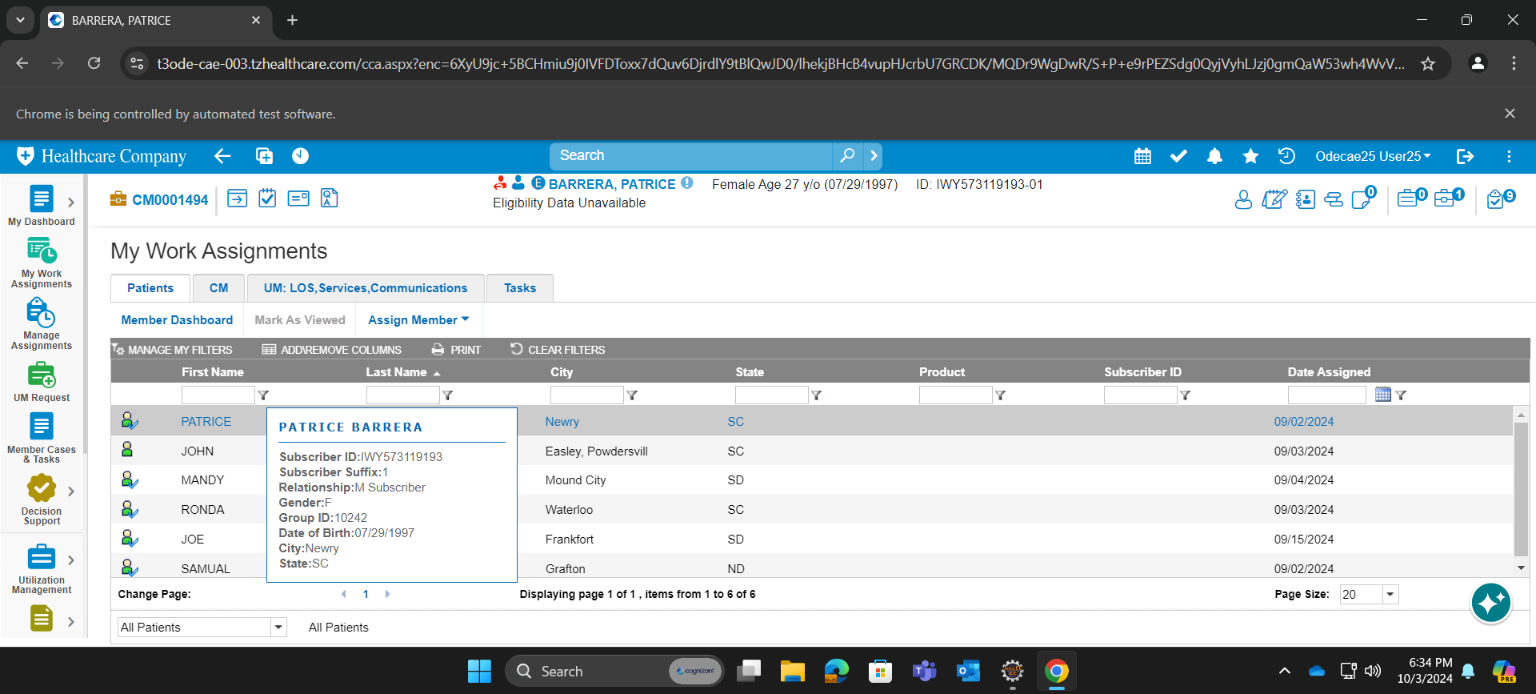 BARRERA, PATRICE
t3ode-cae-003.tzhealthcare.com/cca.aspx?enc=6XyU9jc+5BCHmiu9j0IVFDToxx7dQuv6DjrdlY9tBlQwJD0/lhekjBHcB4vupHJcrbU7GRCDK/MQDr9WgDwR/S+P+e9rPEZSdg0QyjVyhLJzj0gmQaW53wh4WvV...
Chrome is being controlled by automated test software.
Healthcare Company
Search
Odecae25 User25
My Dashboard
My Work
Assignments
Manage
Assignments
UM Request
Member Cases
& Tasks
Decision
Support
Utilization
Management
CM0001494
E BARRERA, PATRICE
Female Age 27 y/o (07/29/1997)
ID: IWY573119193-01
Eligibility Data Unavailable
0
0
1
9
My Work Assignments
Patients
CM
UM: LOS,Services,Communications
Tasks
Member Dashboard
Mark As Viewed
Assign Member
MANAGE MY FILTERS
ADD\REMOVE COLUMNS
PRINT
CLEAR FILTERS
First Name Last Name City State Product Subscriber ID Date Assigned
PATRICE Newry SC 09/02/2024
JOHN Easley, Powdersvill SC 09/03/2024
MANDY Mound City SD 09/04/2024
RONDA Waterloo SC 09/03/2024
JOE Frankfort SD 09/15/2024
SAMUAL Grafton ND 09/02/2024
PATRICE BARRERA
Subscriber ID:IWY573119193
Subscriber Suffix:1
Relationship:M Subscriber
Gender:F
Group ID:10242
Date of Birth:07/29/1997
City:Newry
State:SC
Change Page: 1 Displaying page 1 of 1 , items from 1 to 6 of 6 Page Size: 20
All Patients All Patients
Search
cognizant
6:34 PM
10/3/2024
PRE